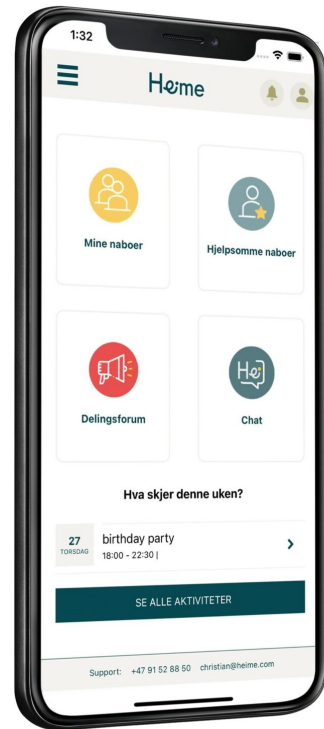 1:32
Heime
Mine naboer
Hjelpsomme naboer
Delingsforum
Hei
Chat
Hva skjer denne uken?
27
TORSDAG
birthday party
18:00 - 22:30 |
SE ALLE AKTIVITETER
Support: +47 91 52 88 50 christian@heime.com